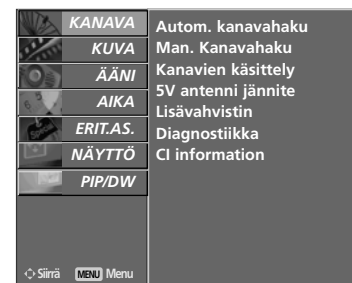 KANAVA
KUVA
ÄÄNI
AIKA
ERIT.AS.
NÄYTTÖ
PIP/DW
Autom. kanavahaku
Man. Kanavahaku
Kanavien käsittely
5V antenni jännite
Lisävahvistin
Diagnostiikka
CI information
Siirrä MENU Menu